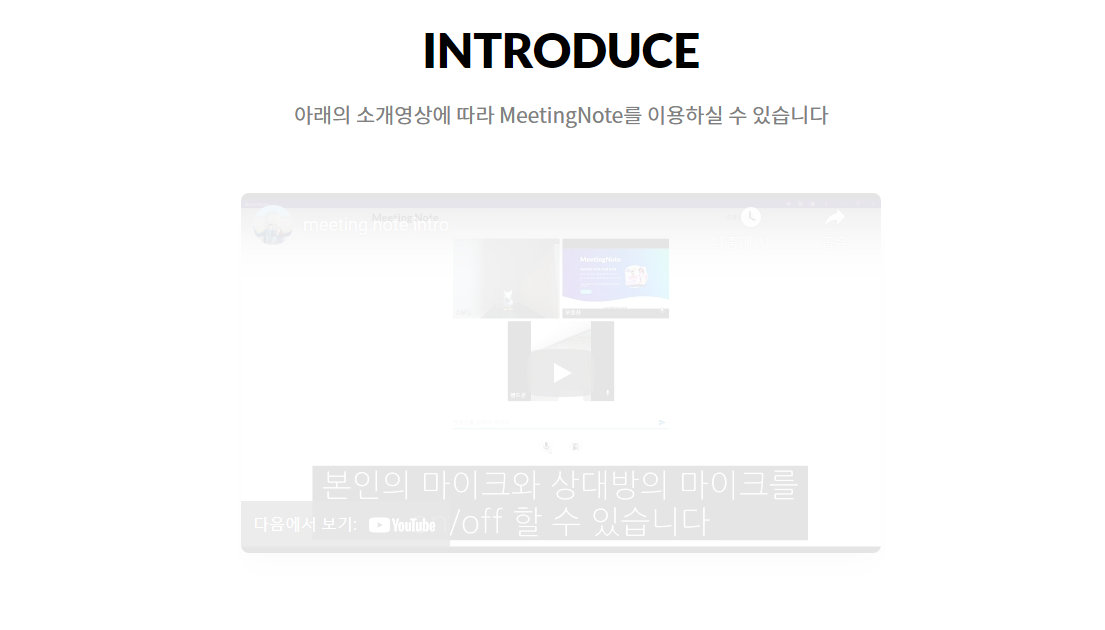 INTRODUCE
아래의 소개영상에 따라 MeetingNote를 이용하실 수 있습니다
Meeting Note
meeting note intro
MeetingNote
본인의 마이크와 상대방의 마이크를
/off 할 수 있습니다
다음에서 보기: YouTube